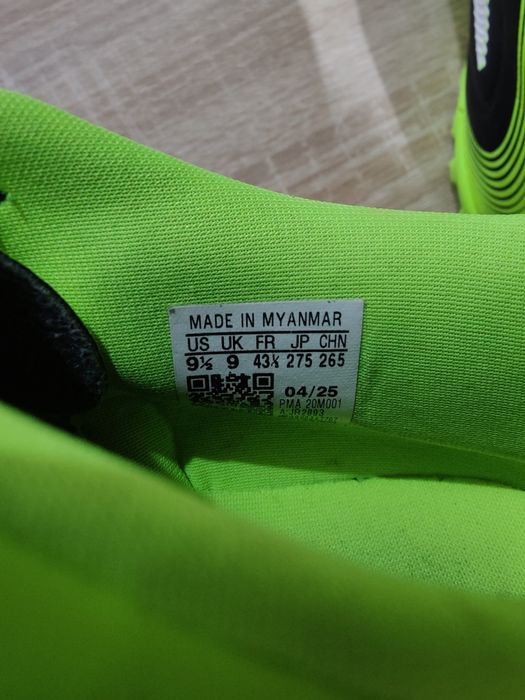 MADE IN MYANMAR
US UK FR JP CHN
9½ 9 43⅓ 275 265
04/25
PMA 20M001